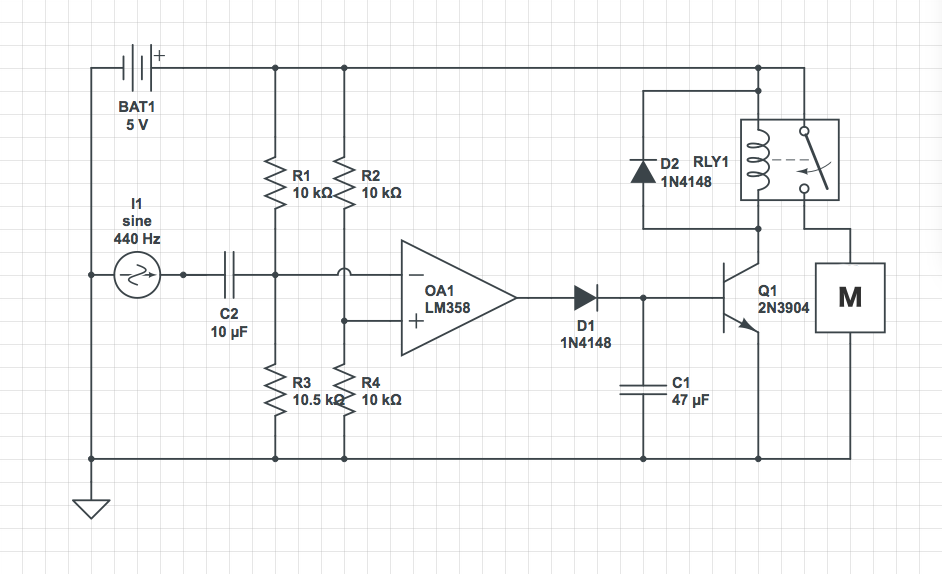 +
BAT1
5 V
I1
sine
440 Hz
C2
10 µF
R1
10 kΩ
R2
10 kΩ
R3
10.5 kΩ
R4
10 kΩ
−
+
OA1
LM358
D1
1N4148
D2
1N4148
RLY1
Q1
2N3904
C1
47 µF
M